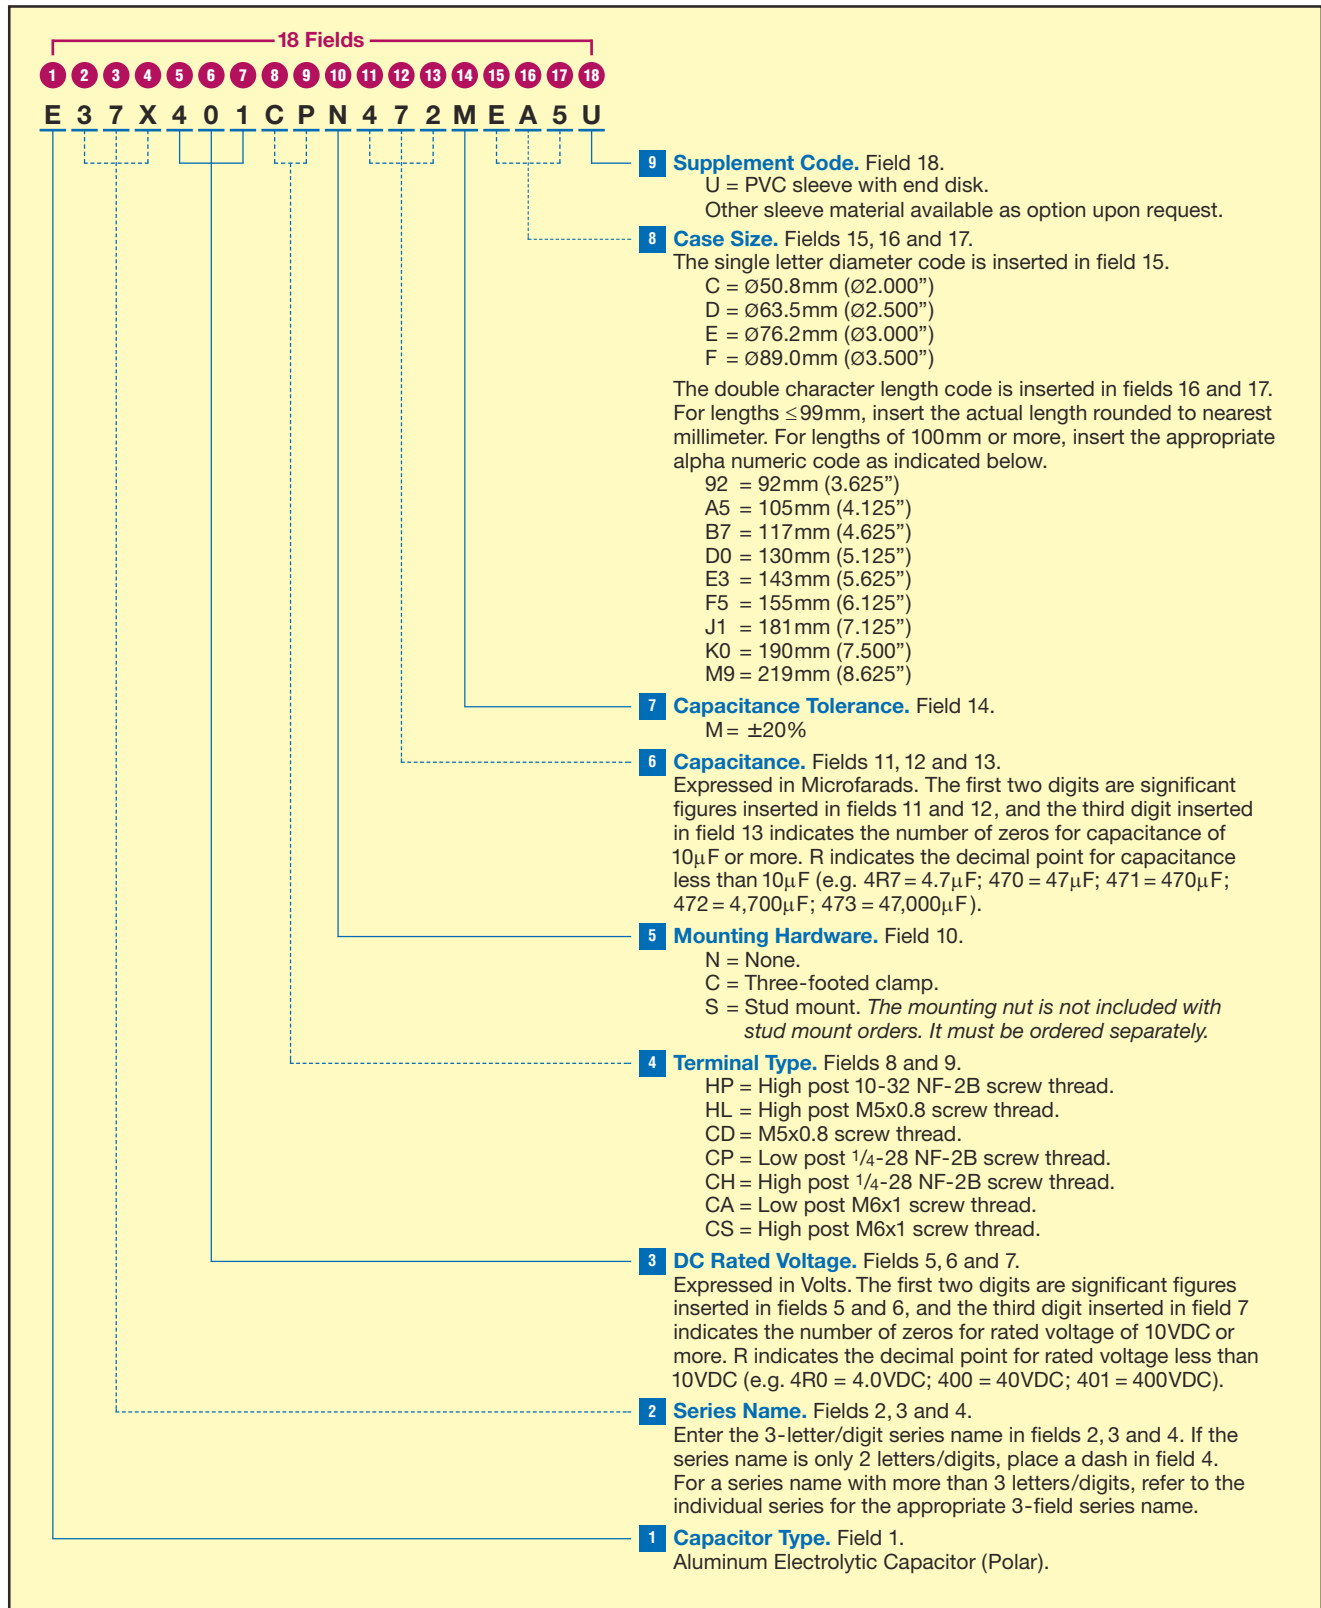 18 Fields
1 2 3 4 5 6 7 8 9 10 11 12 13 14 15 16 17 18
E 3 7 X 4 0 1 C P N 4 7 2 M E A 5 U
9 Supplement Code. Field 18.
U = PVC sleeve with end disk.
Other sleeve material available as option upon request.
8 Case Size. Fields 15, 16 and 17.
The single letter diameter code is inserted in field 15.
C = Ø50.8mm (Ø2.000”)
D = Ø63.5mm (Ø2.500”)
E = Ø76.2mm (Ø3.000”)
F = Ø89.0mm (Ø3.500”)
The double character length code is inserted in fields 16 and 17.
For lengths ≤99mm, insert the actual length rounded to nearest
millimeter. For lengths of 100mm or more, insert the appropriate
alpha numeric code as indicated below.
92 = 92mm (3.625”)
A5 = 105mm (4.125”)
B7 = 117mm (4.625”)
D0 = 130mm (5.125”)
E3 = 143mm (5.625”)
F5 = 155mm (6.125”)
J1 = 181mm (7.125”)
K0 = 190mm (7.500”)
M9 = 219mm (8.625”)
7 Capacitance Tolerance. Field 14.
M = ±20%
6 Capacitance. Fields 11, 12 and 13.
Expressed in Microfarads. The first two digits are significant
figures inserted in fields 11 and 12, and the third digit inserted
in field 13 indicates the number of zeros for capacitance of
10µF or more. R indicates the decimal point for capacitance
less than 10µF (e.g. 4R7 = 4.7µF; 470 = 47µF; 471 = 470µF;
472 = 4,700µF; 473 = 47,000µF).
5 Mounting Hardware. Field 10.
N = None.
C = Three-footed clamp.
S = Stud mount. The mounting nut is not included with
stud mount orders. It must be ordered separately.
4 Terminal Type. Fields 8 and 9.
HP = High post 10-32 NF-2B screw thread.
HL = High post M5x0.8 screw thread.
CD = M5x0.8 screw thread.
CP = Low post 1/4-28 NF-2B screw thread.
CH = High post 1/4-28 NF-2B screw thread.
CA = Low post M6x1 screw thread.
CS = High post M6x1 screw thread.
3 DC Rated Voltage. Fields 5, 6 and 7.
Expressed in Volts. The first two digits are significant figures
inserted in fields 5 and 6, and the third digit inserted in field 7
indicates the number of zeros for rated voltage of 10VDC or
more. R indicates the decimal point for rated voltage less than
10VDC (e.g. 4R0 = 4.0VDC; 400 = 40VDC; 401 = 400VDC).
2 Series Name. Fields 2, 3 and 4.
Enter the 3-letter/digit series name in fields 2, 3 and 4. If the
series name is only 2 letters/digits, place a dash in field 4.
For a series name with more than 3 letters/digits, refer to the
individual series for the appropriate 3-field series name.
1 Capacitor Type. Field 1.
Aluminum Electrolytic Capacitor (Polar).